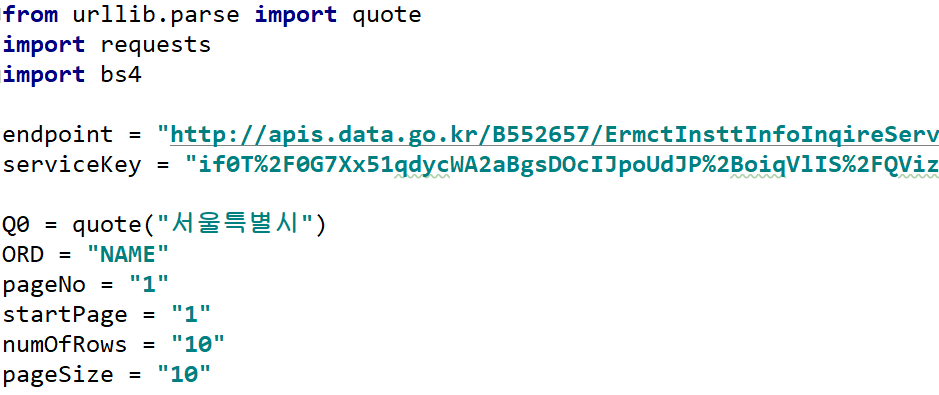 from urllib.parse import quote
import requests
import bs4
endpoint = "http://apis.data.go.kr/B552657/ErmctInsttInfoInqireServ
serviceKey = "if0T%2F0G7Xx51qdycWA2aBgsDOcIJpoUdJP%2BoiqVlIS%2FQViz
Q0 = quote("서울특별시")
ORD = "NAME"
pageNo = "1"
startPage = "1"
numOfRows = "10"
pageSize = "10"